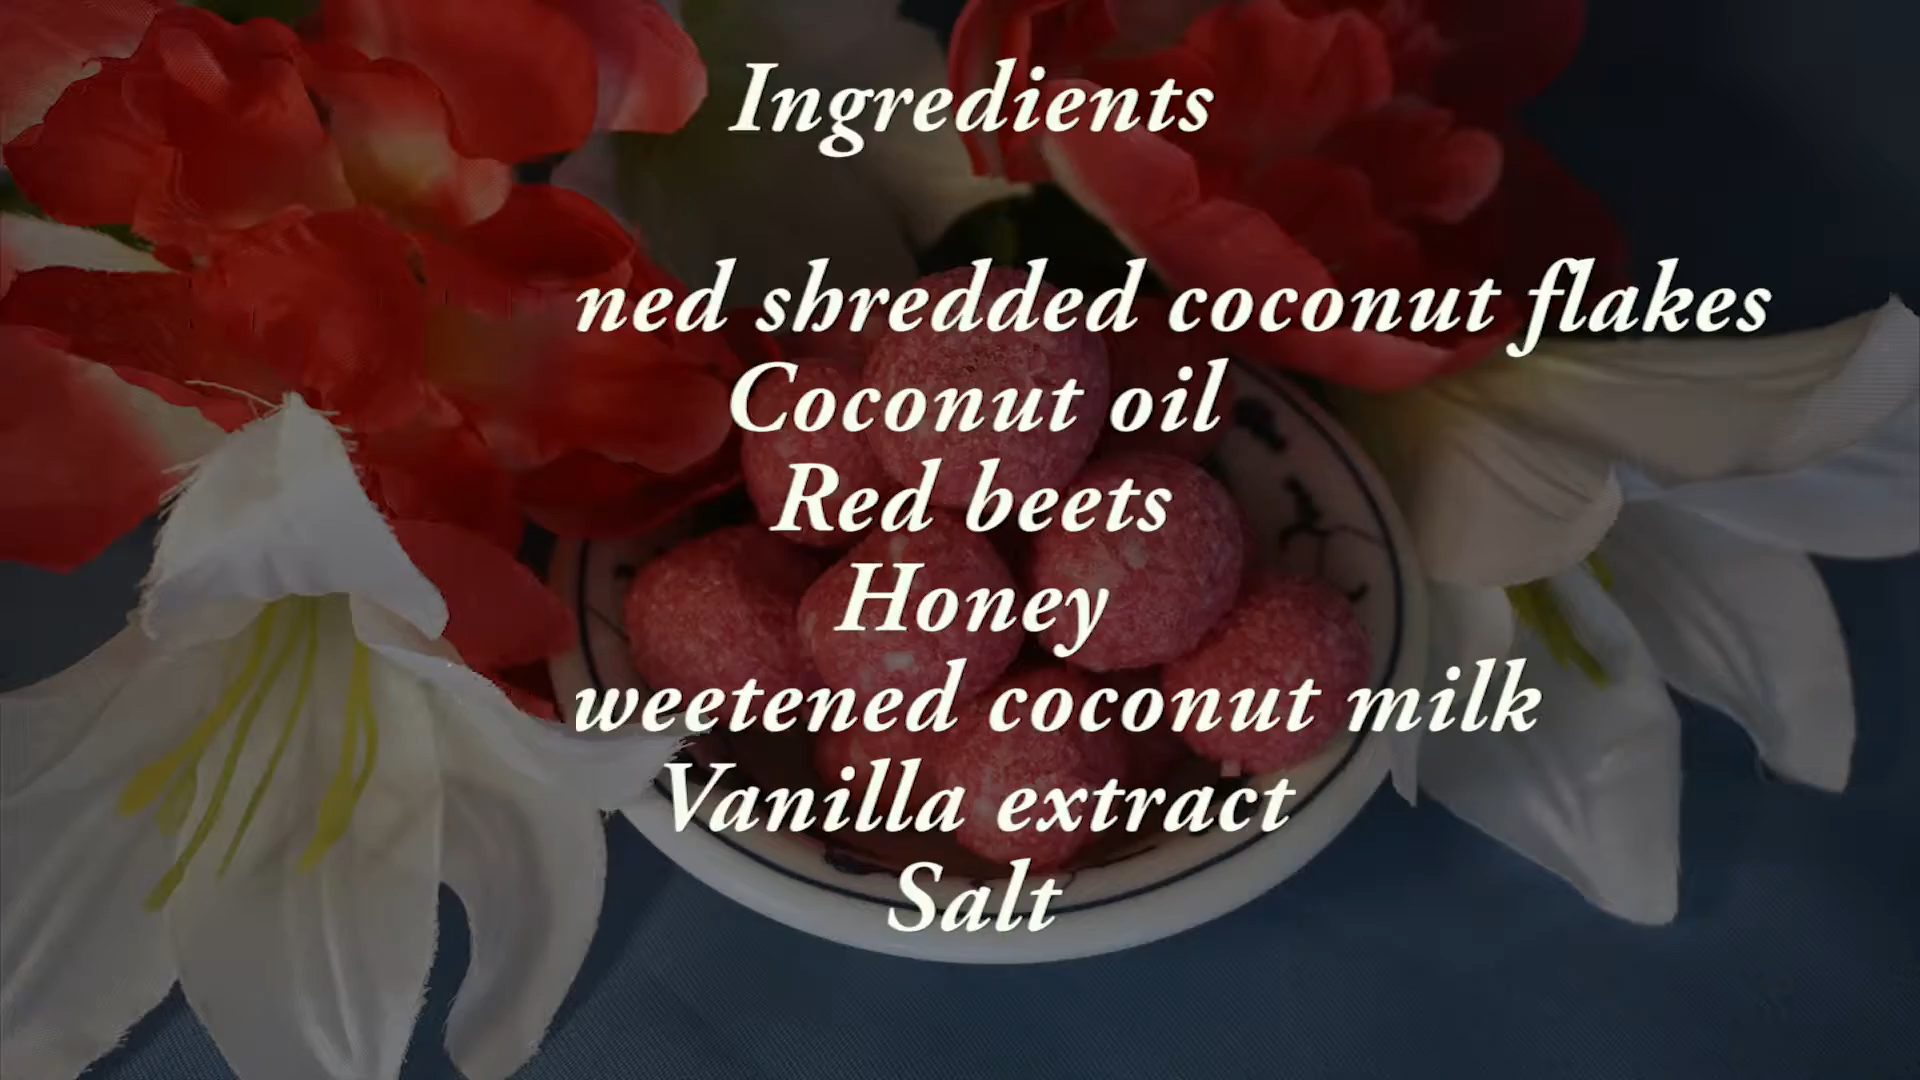 Ingredients
ned shredded coconut flakes
Coconut oil
Red beets
Honey
weetened coconut milk
Vanilla extract
Salt